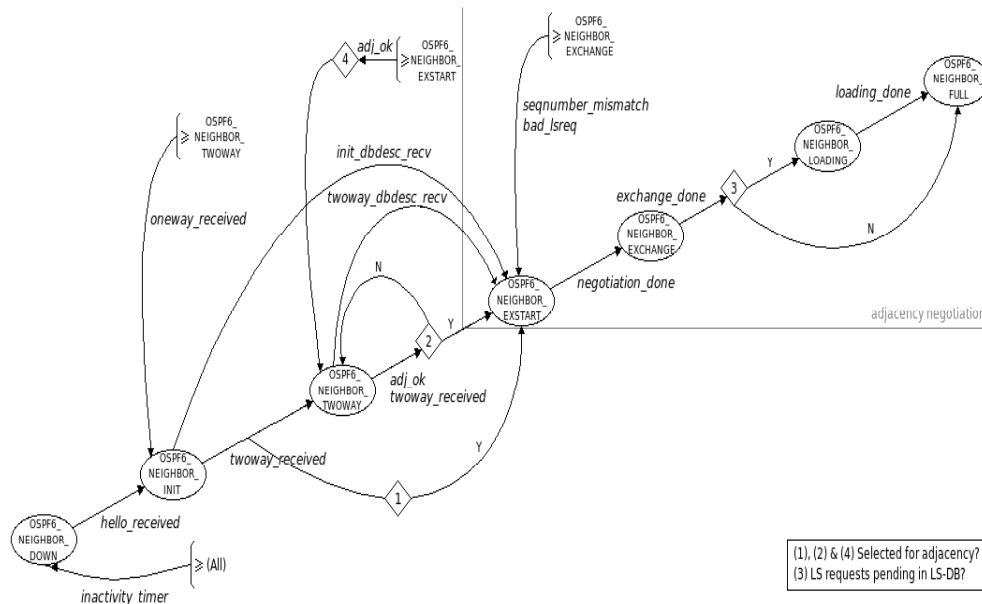 OSPF6_
NEIGHBOR_
EXCHANGE
≥
OSPF6_
NEIGHBOR_
EXSTART
≥
adj_ok
4
OSPF6_
NEIGHBOR_
FULL
loading_done
seqnumber_mismatch
bad_lsreq
OSPF6_
NEIGHBOR_
TWOWAY
≥
OSPF6_
NEIGHBOR_
LOADING
init_dbdesc_recv
Y
3
twoway_dbdesc_recv
exchange_done
oneway_received
OSPF6_
NEIGHBOR_
EXCHANGE
N
N
negotiation_done
OSPF6_
NEIGHBOR_
EXSTART
adjacency negotiation
Y
2
OSPF6_
NEIGHBOR_
TWOWAY
adj_ok
twoway_received
Y
twoway_received
OSPF6_
NEIGHBOR_
INIT
1
hello_received
OSPF6_
NEIGHBOR_
DOWN
≥ (All)
inactivity_timer
(1), (2) & (4) Selected for adjacency?
(3) LS requests pending in LS-DB?